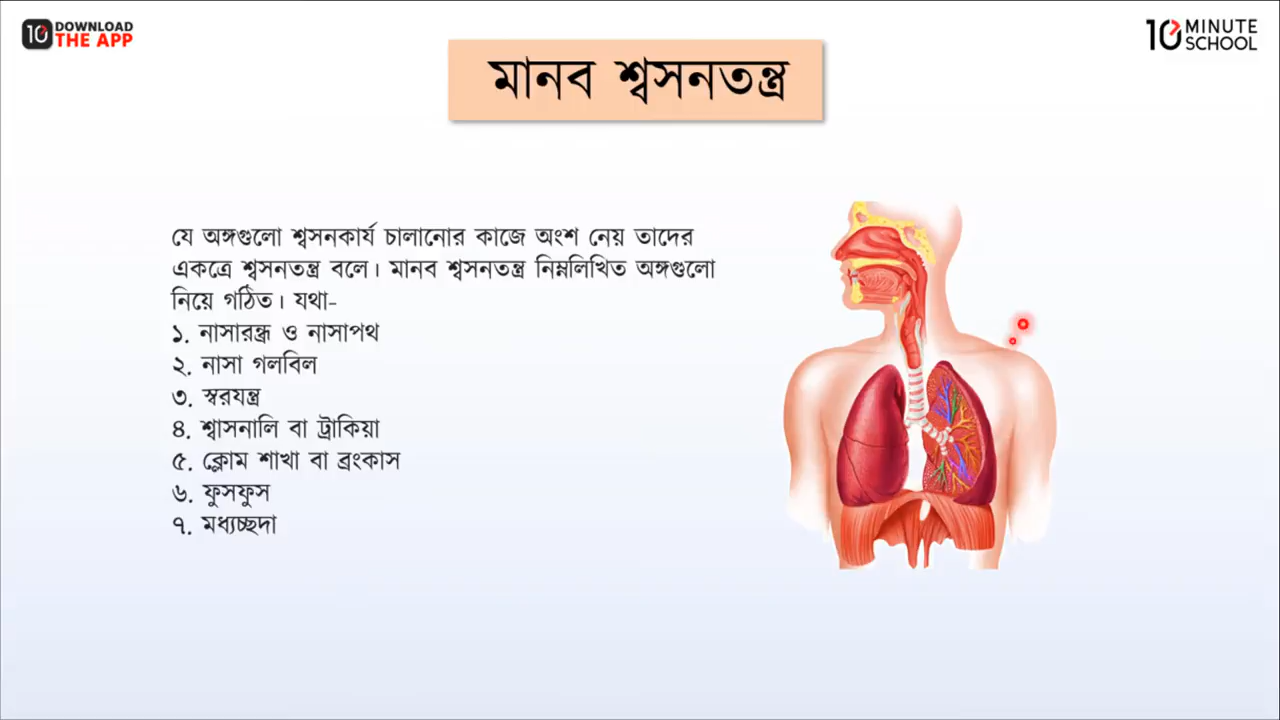 DOWNLOAD
THE APP
10 MINUTE
SCHOOL
মানব শ্বসনতন্ত্র
যে অঙ্গগুলো শ্বসনকার্য চালানোর কাজে অংশ নেয় তাদের
একত্রে শ্বসনতন্ত্র বলে। মানব শ্বসনতন্ত্র নিম্নলিখিত অঙ্গগুলো
নিয়ে গঠিত। যথা-
১. নাসারন্ধ্র ও নাসাপথ
২. নাসা গলবিল
৩. স্বরযন্ত্র
৪. শ্বাসনালি বা ট্রাকিয়া
৫. ক্লোম শাখা বা ব্রংকাস
৬. ফুসফুস
৭. মধ্যচ্ছদা